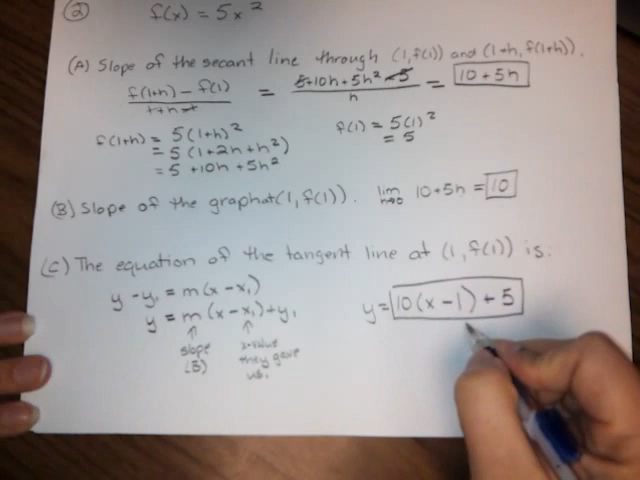 ② f(x) = 5x²
(A) Slope of the secant line through (1, f(1)) and (1+h, f(1+h)).
f(1+h) - f(1) / 1+h-1 = 5+10h+5h²-5 / h = 10+5h
f(1+h) = 5(1+h)²
= 5(1+2h+h²)
= 5+10h+5h²
f(1) = 5(1)²
= 5
(B) Slope of the graph at (1, f(1)). lim h→0 10+5h = 10
(C) The equation of the tangent line at (1, f(1)) is:
y - y₁ = m(x - x₁)
y = m(x - x₁) + y₁
slope
(B)
x-value
they gave
us.
y = 10(x - 1) + 5